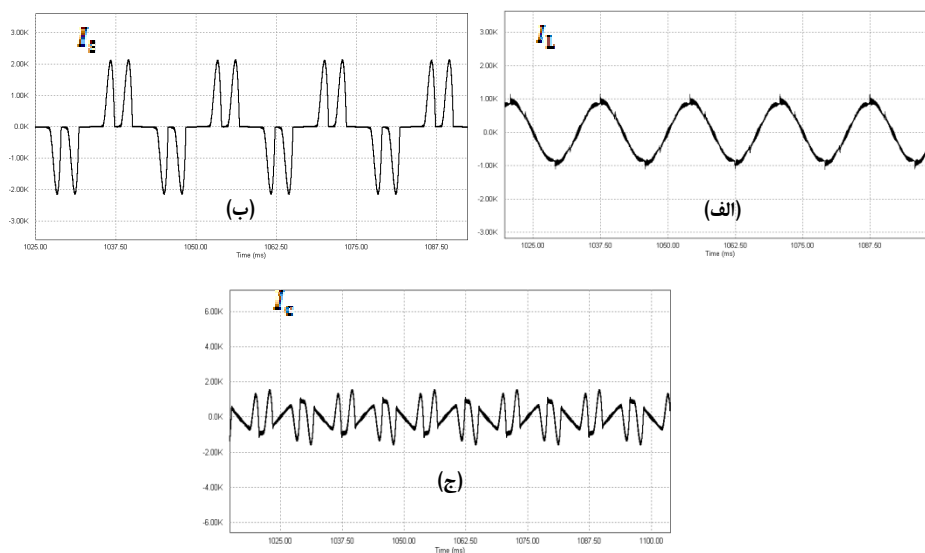 I_E
3.00K
2.00K
1.00K
0.0K
-1.00K
-2.00K
-3.00K
(ب)
1025.00 1037.50 1050.00 1062.50 1075.00 1087.50
Time (ms)
I_L
3.00K
2.00K
1.00K
0.0K
-1.00K
-2.00K
-3.00K
(الف)
1025.00 1037.50 1050.00 1062.50 1075.00 1087.50
Time (ms)
I_C
6.00K
4.00K
2.00K
0.0K
-2.00K
-4.00K
-6.00K
(ج)
1025.00 1037.50 1050.00 1062.50 1075.00 1087.50 1100.00
Time (ms)